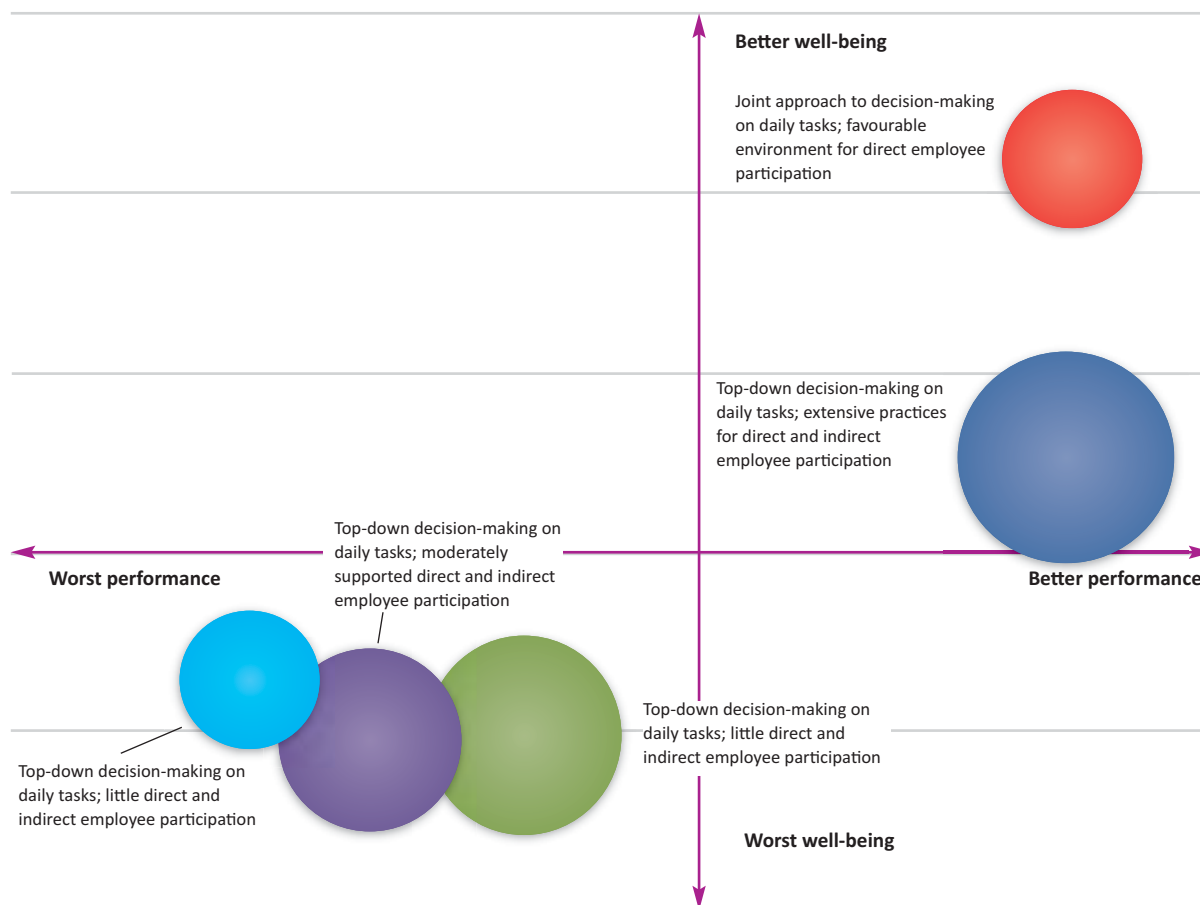 Better well-being
Joint approach to decision-making
on daily tasks; favourable
environment for direct employee
participation
Top-down decision-making on
daily tasks; extensive practices
for direct and indirect
employee participation
Top-down decision-making on
daily tasks; moderately
supported direct and indirect
employee participation
Worst performance
Better performance
Top-down decision-making on
daily tasks; little direct and
indirect employee participation
Top-down decision-making on
daily tasks; little direct and
indirect employee participation
Worst well-being